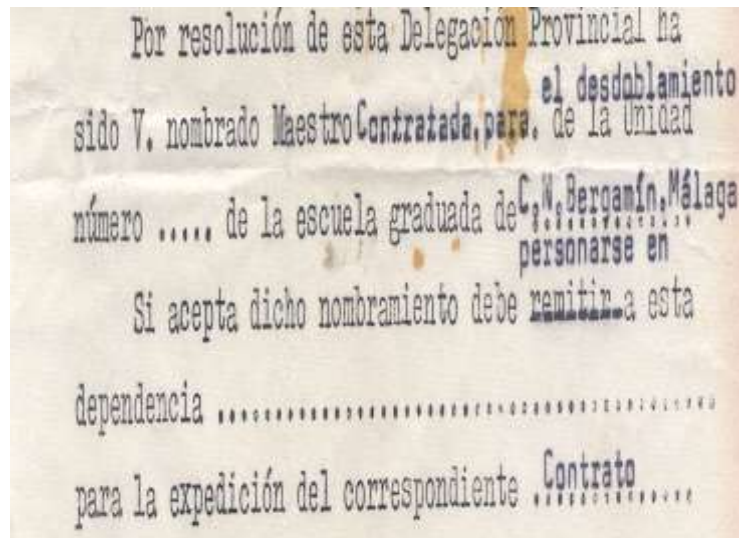 Por resolución de esta Delegación Provincial ha
el desdoblamiento
sido V. nombrado Maestro Contratada.para. de la Unidad
número ..... de la escuela graduada de C.N.Bergamín.Málaga
personarse en
Si acepta dicho nombramiento debe remitir a esta
dependencia ........................................
para la expedición del correspondiente Contrato